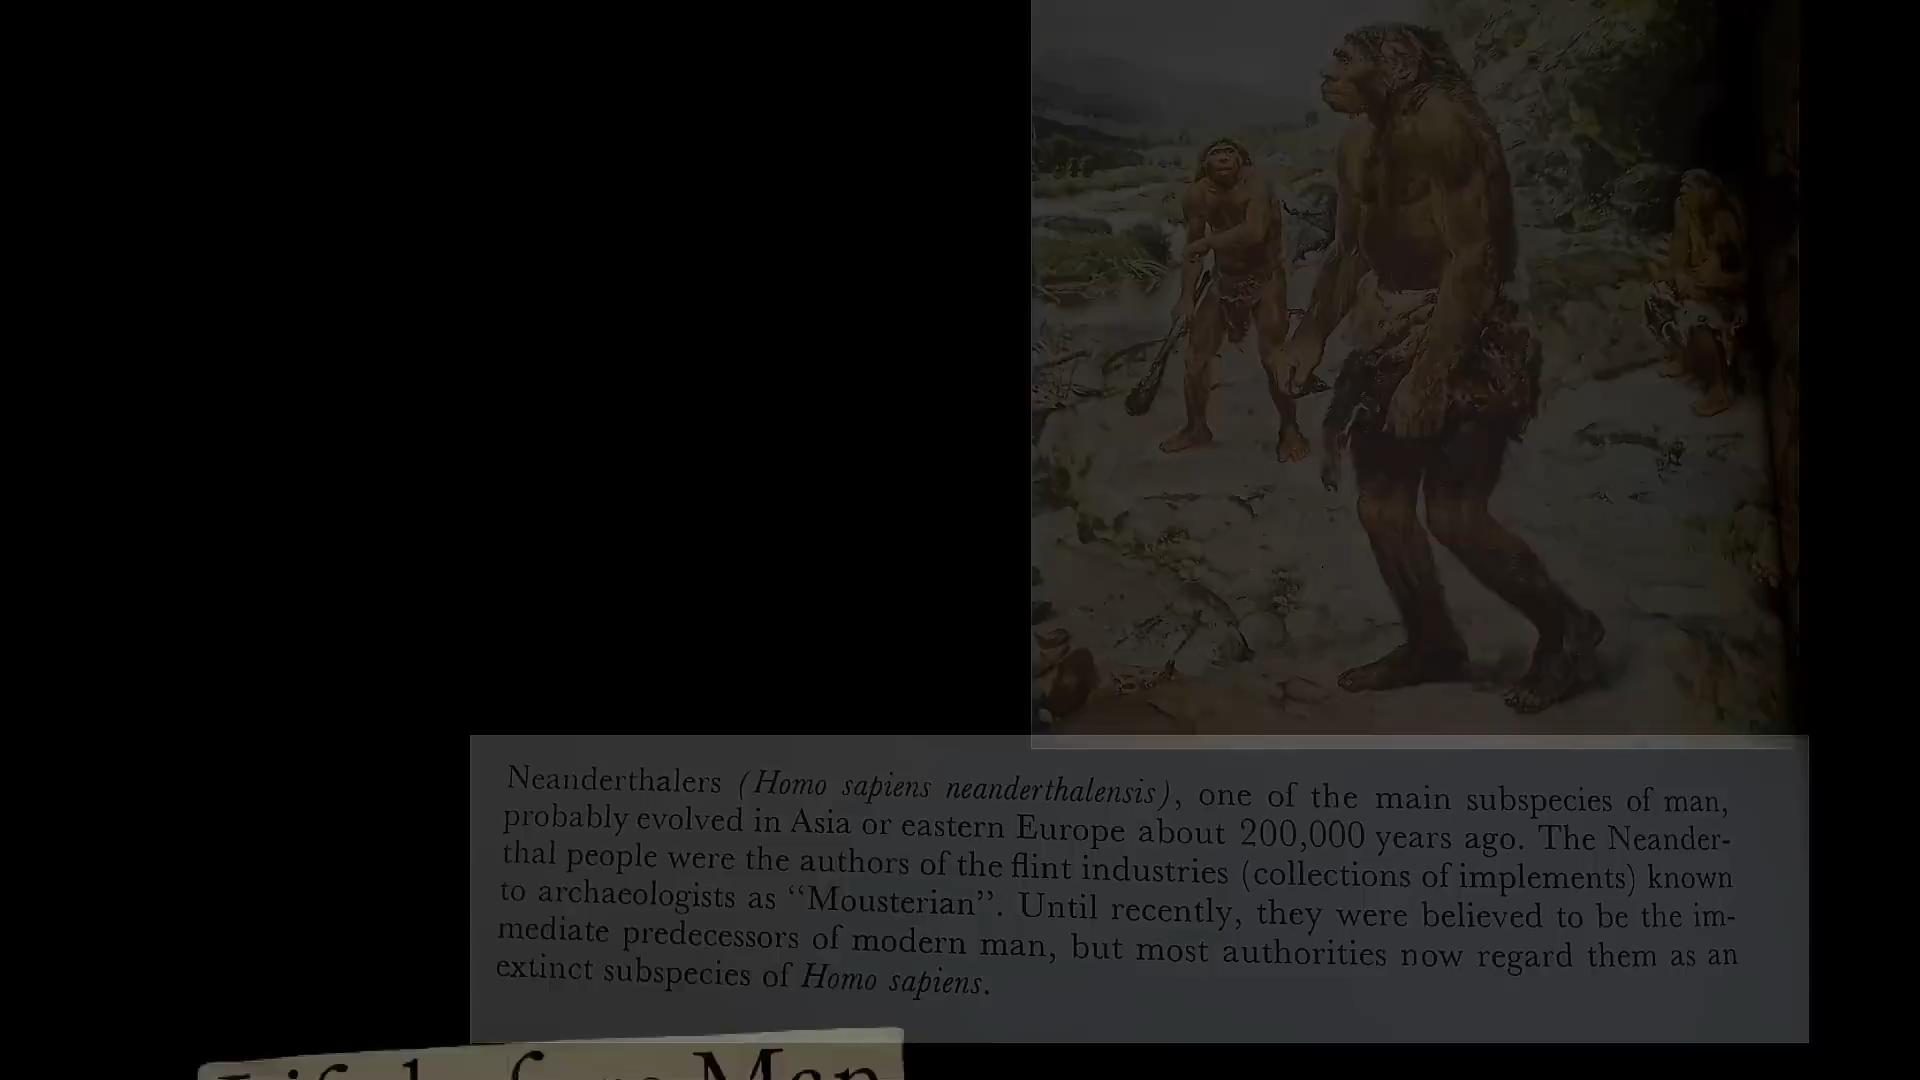 Neanderthalers (Homo sapiens neanderthalensis), one of the main subspecies of man,
probably evolved in Asia or eastern Europe about 200,000 years ago. The Neander-
thal people were the authors of the flint industries (collections of implements) known
to archaeologists as “Mousterian”. Until recently, they were believed to be the im-
mediate predecessors of modern man, but most authorities now regard them as an
extinct subspecies of Homo sapiens.
Life before Man